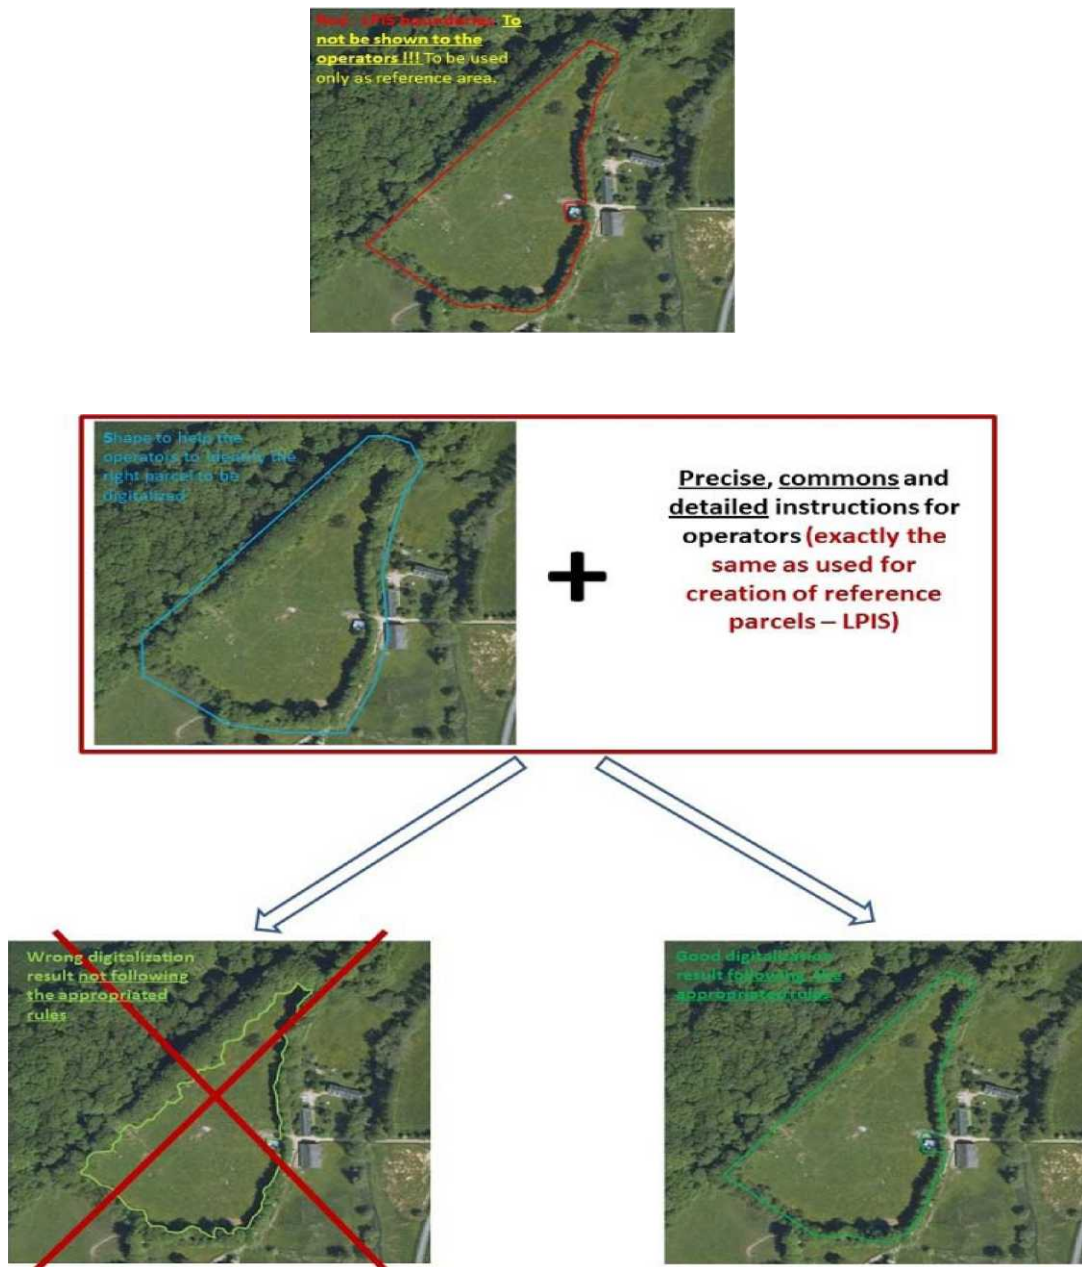 Red: LPIS boundaries. To
not be shown to the
operators !!! To be used
only as reference area.
Shape to help the
operators to identify the
right parcel to be
digitalized
Precise, commons and
detailed instructions for
operators (exactly the
same as used for
creation of reference
parcels – LPIS)
Wrong digitalization
result not following
the appropriated
rules
Good digitalization
result following the
appropriated rules